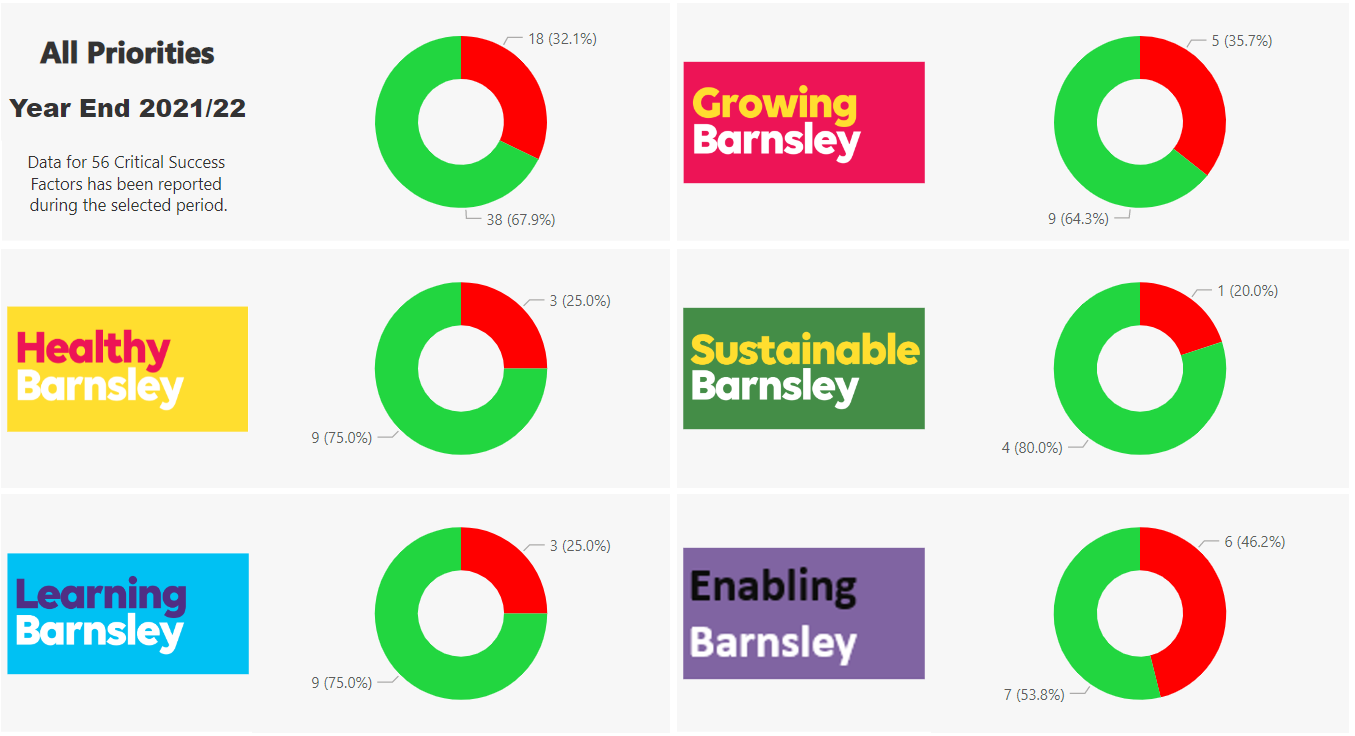 All Priorities
Year End 2021/22
Data for 56 Critical Success
Factors has been reported
during the selected period.
18 (32.1%)
38 (67.9%)
Growing
Barnsley
5 (35.7%)
9 (64.3%)
Healthy
Barnsley
3 (25.0%)
9 (75.0%)
Sustainable
Barnsley
1 (20.0%)
4 (80.0%)
Learning
Barnsley
3 (25.0%)
9 (75.0%)
Enabling
Barnsley
6 (46.2%)
7 (53.8%)